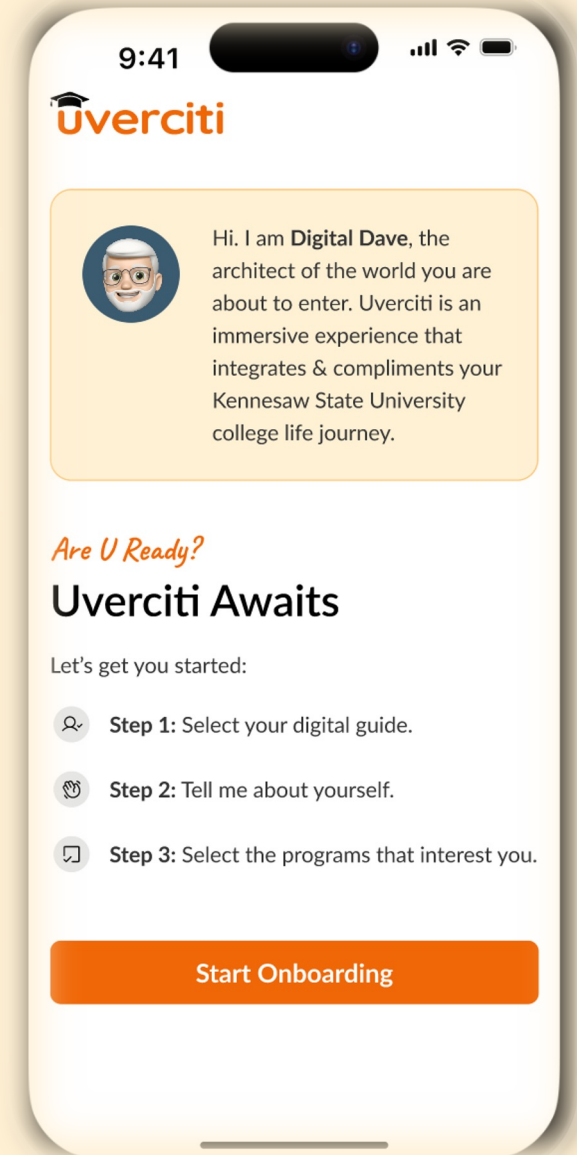 9:41
uverciti
Hi. I am Digital Dave, the
architect of the world you are
about to enter. Uverciti is an
immersive experience that
integrates & compliments your
Kennesaw State University
college life journey.
Are U Ready?
Uverciti Awaits
Let's get you started:
Step 1: Select your digital guide.
Step 2: Tell me about yourself.
Step 3: Select the programs that interest you.
Start Onboarding